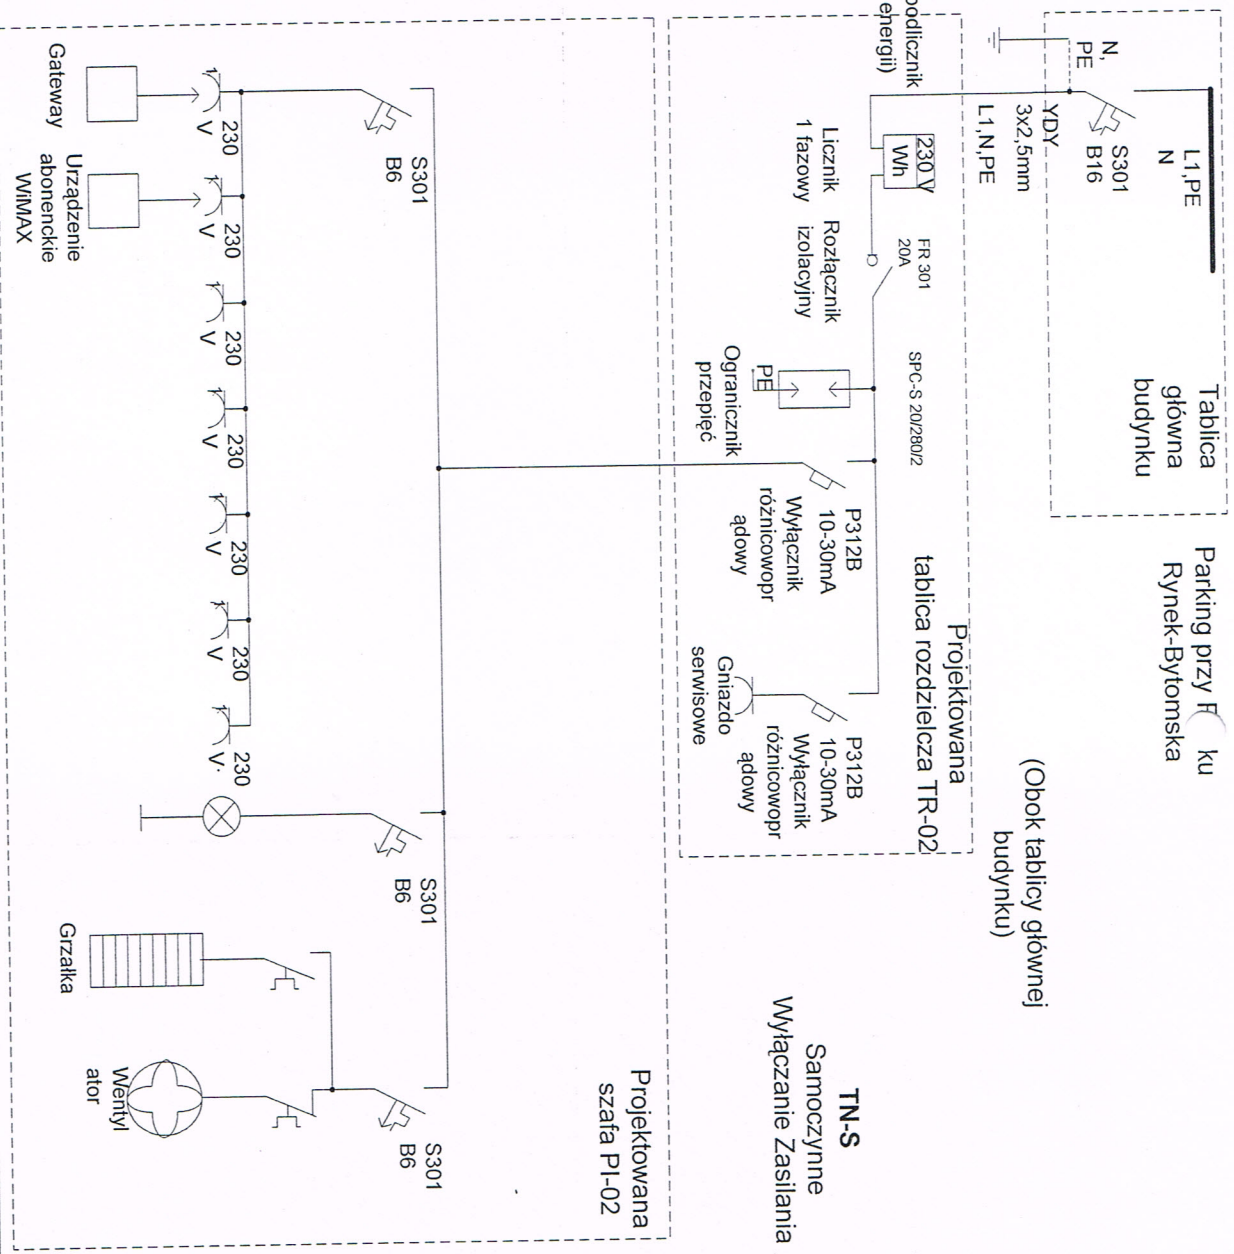 Parking przy
ku
Rynek-Bytomska
Tablica
główna
budynku
L1,PE
N
N,
PE
S301
B16
YDY
3x2,5mm
L1,N,PE
(Obok tablicy głównej
budynku)
podlicznik
energii)
230 V
Wh
Licznik
1 fazowy
FR 301
20A
Rozłącznik
izolacyjny
SPC-S 20/280/2
PE
Ogranicznik
przepięć
Projektowana
tablica rozdzielcza TR-02
P312B
10-30mA
Wyłącznik
różnicowopr
ądowy
P312B
10-30mA
Wyłącznik
różnicowopr
ądowy
Gniazdo
serwisowe
TN-S
Samoczynne
Wyłączanie Zasilania
Projektowana
szafa PI-02
S301
B6
S301
B6
S301
B6
230
V
230
V
230
V
230
V
230
V
230
V
230
V
Gateway
Urządzenie
abonenckie
WiMAX
Grzałka
Wentyl
ator